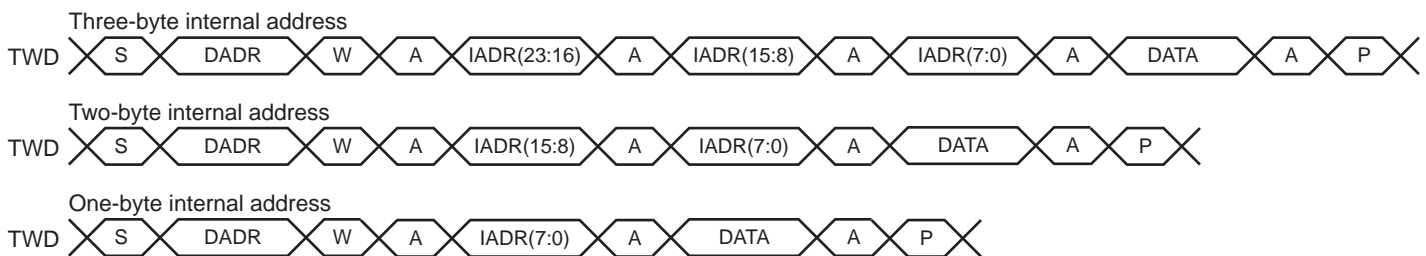 Three-byte internal address
TWD S DADR W A IADR(23:16) A IADR(15:8) A IADR(7:0) A DATA A P
Two-byte internal address
TWD S DADR W A IADR(15:8) A IADR(7:0) A DATA A P
One-byte internal address
TWD S DADR W A IADR(7:0) A DATA A P